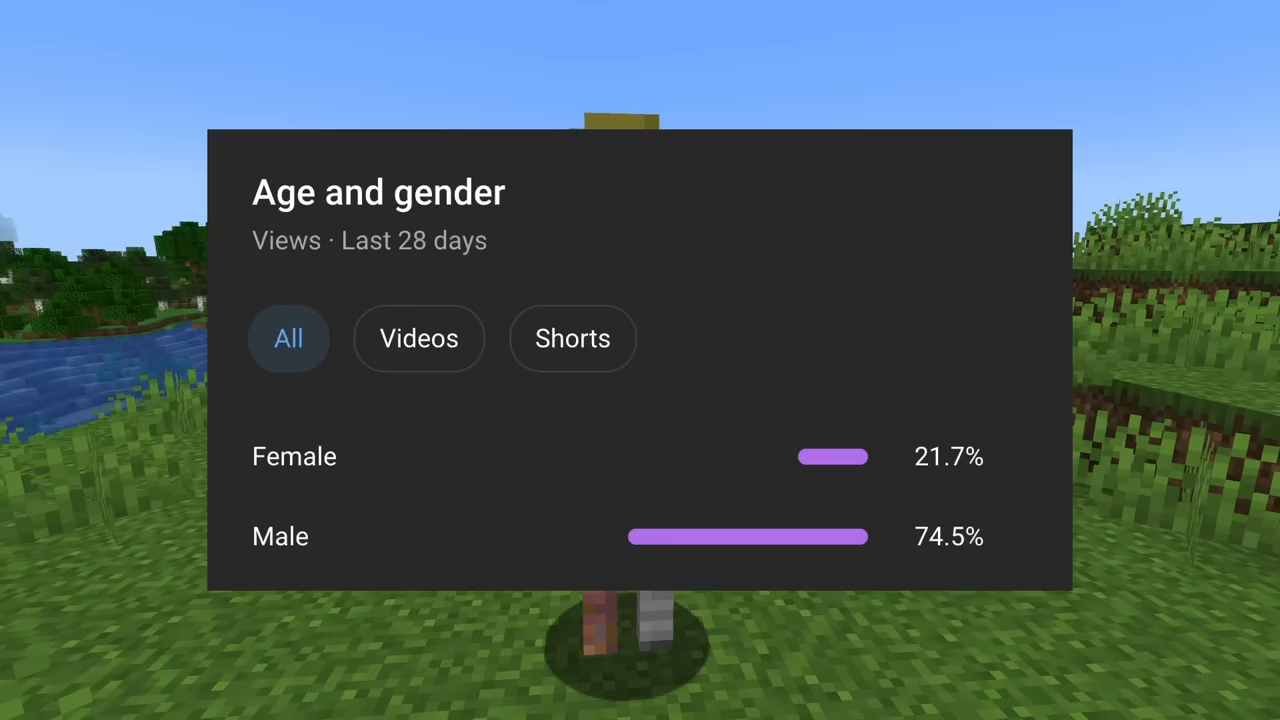 Age and gender
Views · Last 28 days
All Videos Shorts
Female 21.7%
Male 74.5%